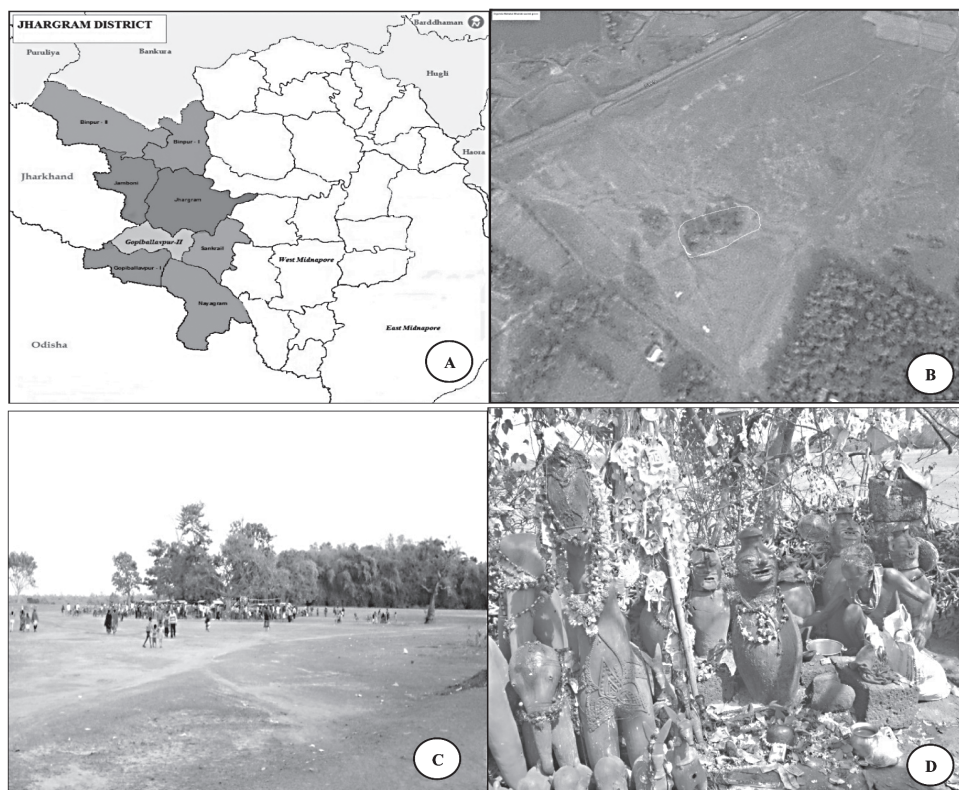 JHARGRAM DISTRICT
Barddhaman
Puruliya
Bankura
Hugli
Binpur - II
Binpur - I
Haora
Jharkhand
Jamboni
Jhargram
Gopiballavpur-II
Sankrail
West Midnapore
Gopiballavpur - I
Nayagram
East Midnapore
Odisha
A
B
C
D